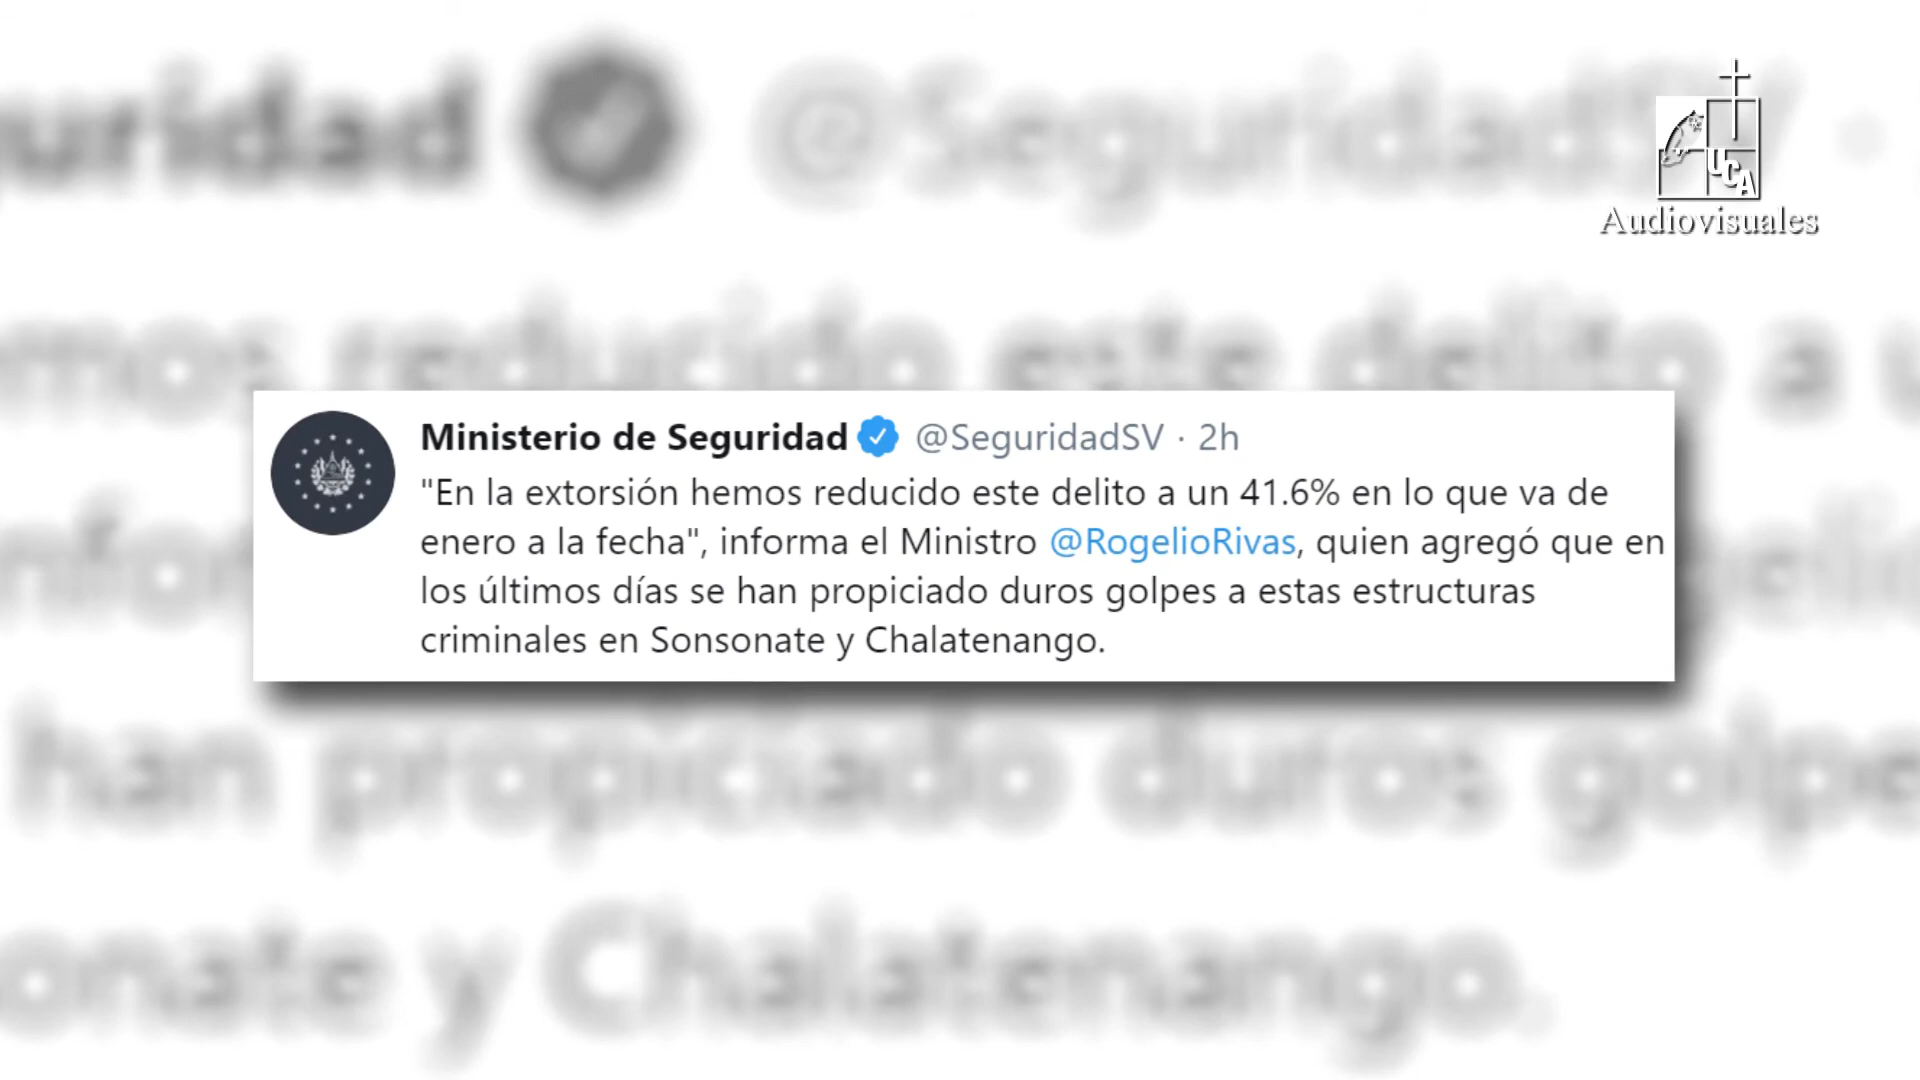 UCA
Audiovisuales
Ministerio de Seguridad @SeguridadSV · 2h
"En la extorsión hemos reducido este delito a un 41.6% en lo que va de
enero a la fecha", informa el Ministro @RogelioRivas, quien agregó que en
los últimos días se han propiciado duros golpes a estas estructuras
criminales en Sonsonate y Chalatenango.